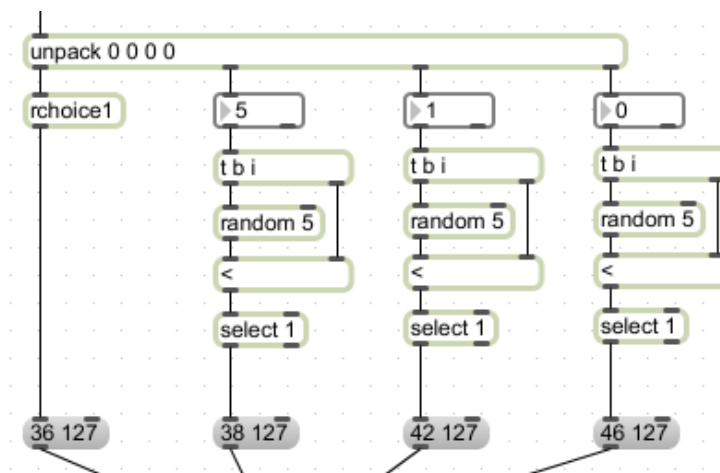 unpack 0 0 0 0
rchoice1
5
1
0
t b i
t b i
t b i
random 5
random 5
random 5
<
<
<
select 1
select 1
select 1
36 127
38 127
42 127
46 127